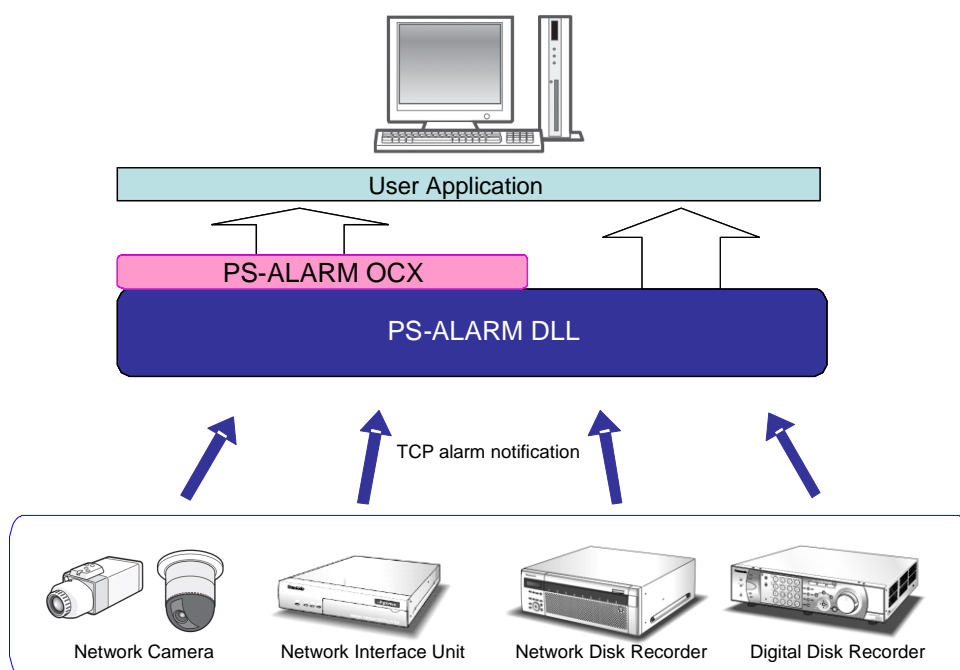 User Application
PS-ALARM OCX
PS-ALARM DLL
TCP alarm notification
Network Camera
Network Interface Unit
Network Disk Recorder
Digital Disk Recorder